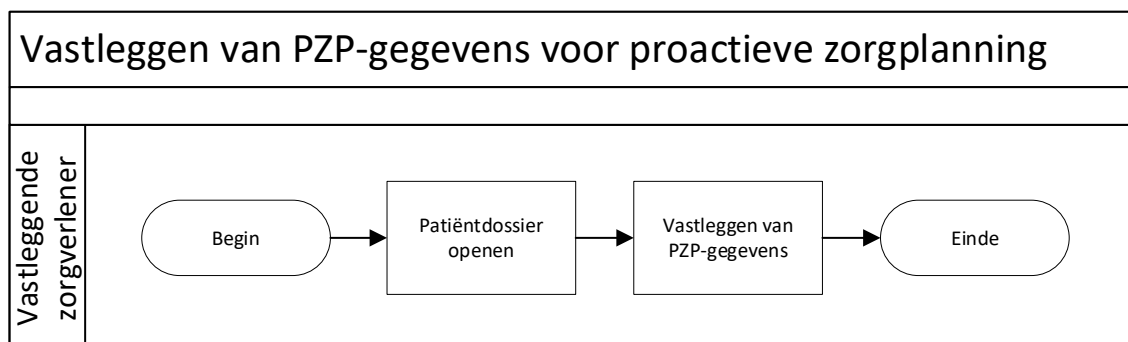 Vastleggen van PZP-gegevens voor proactieve zorgplanning
Vastleggende
zorgverlener
Begin
Patiëntdossier
openen
Vastleggen van
PZP-gegevens
Einde